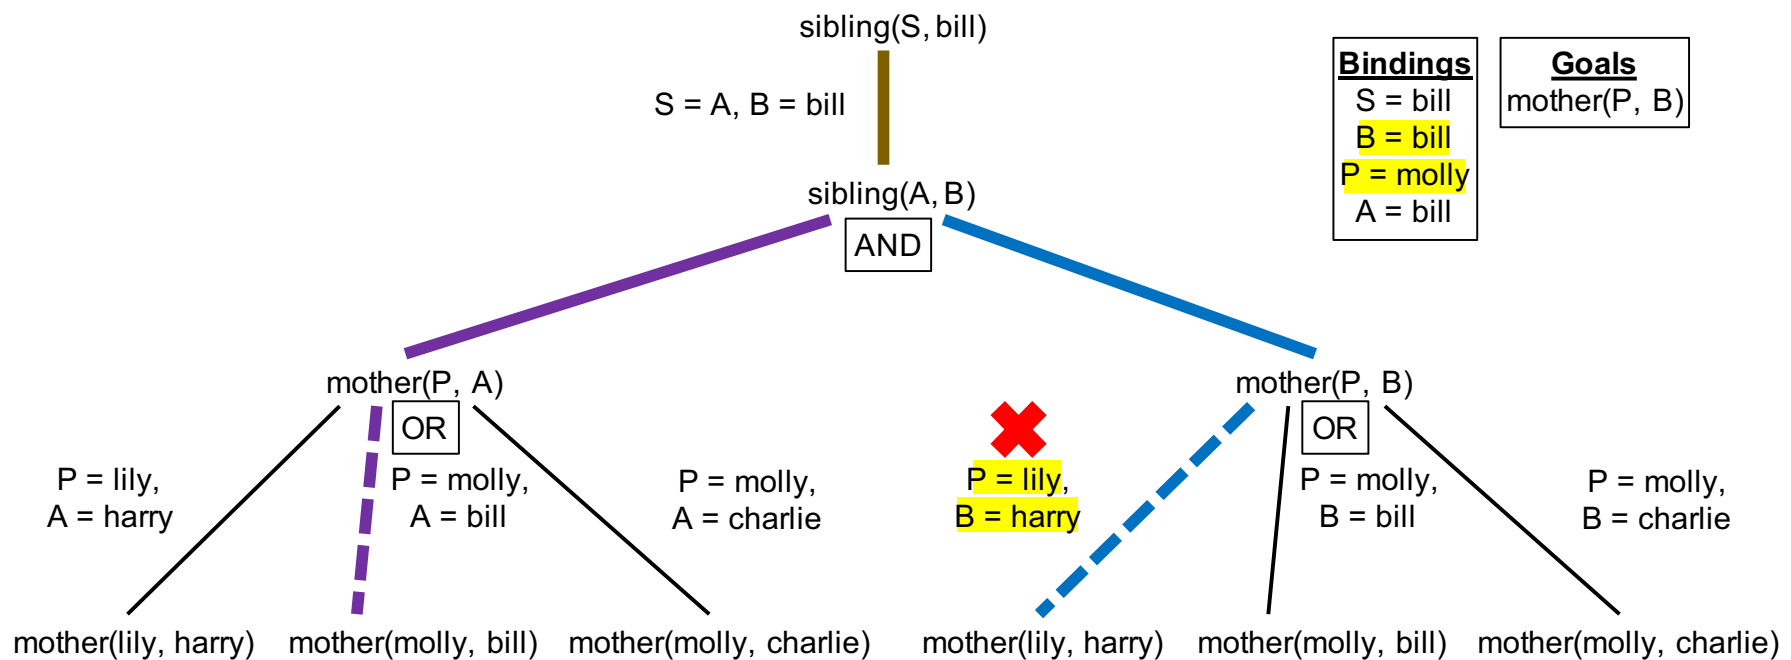 sibling(S, bill)
S = A, B = bill
sibling(A, B)
AND
Bindings
S = bill
B = bill
P = molly
A = bill
Goals
mother(P, B)
mother(P, A)
OR
P = lily,
A = harry
P = molly,
A = bill
P = molly,
A = charlie
mother(P, B)
OR
P = lily,
B = harry
P = molly,
B = bill
P = molly,
B = charlie
mother(lily, harry)
mother(molly, bill)
mother(molly, charlie)
mother(lily, harry)
mother(molly, bill)
mother(molly, charlie)